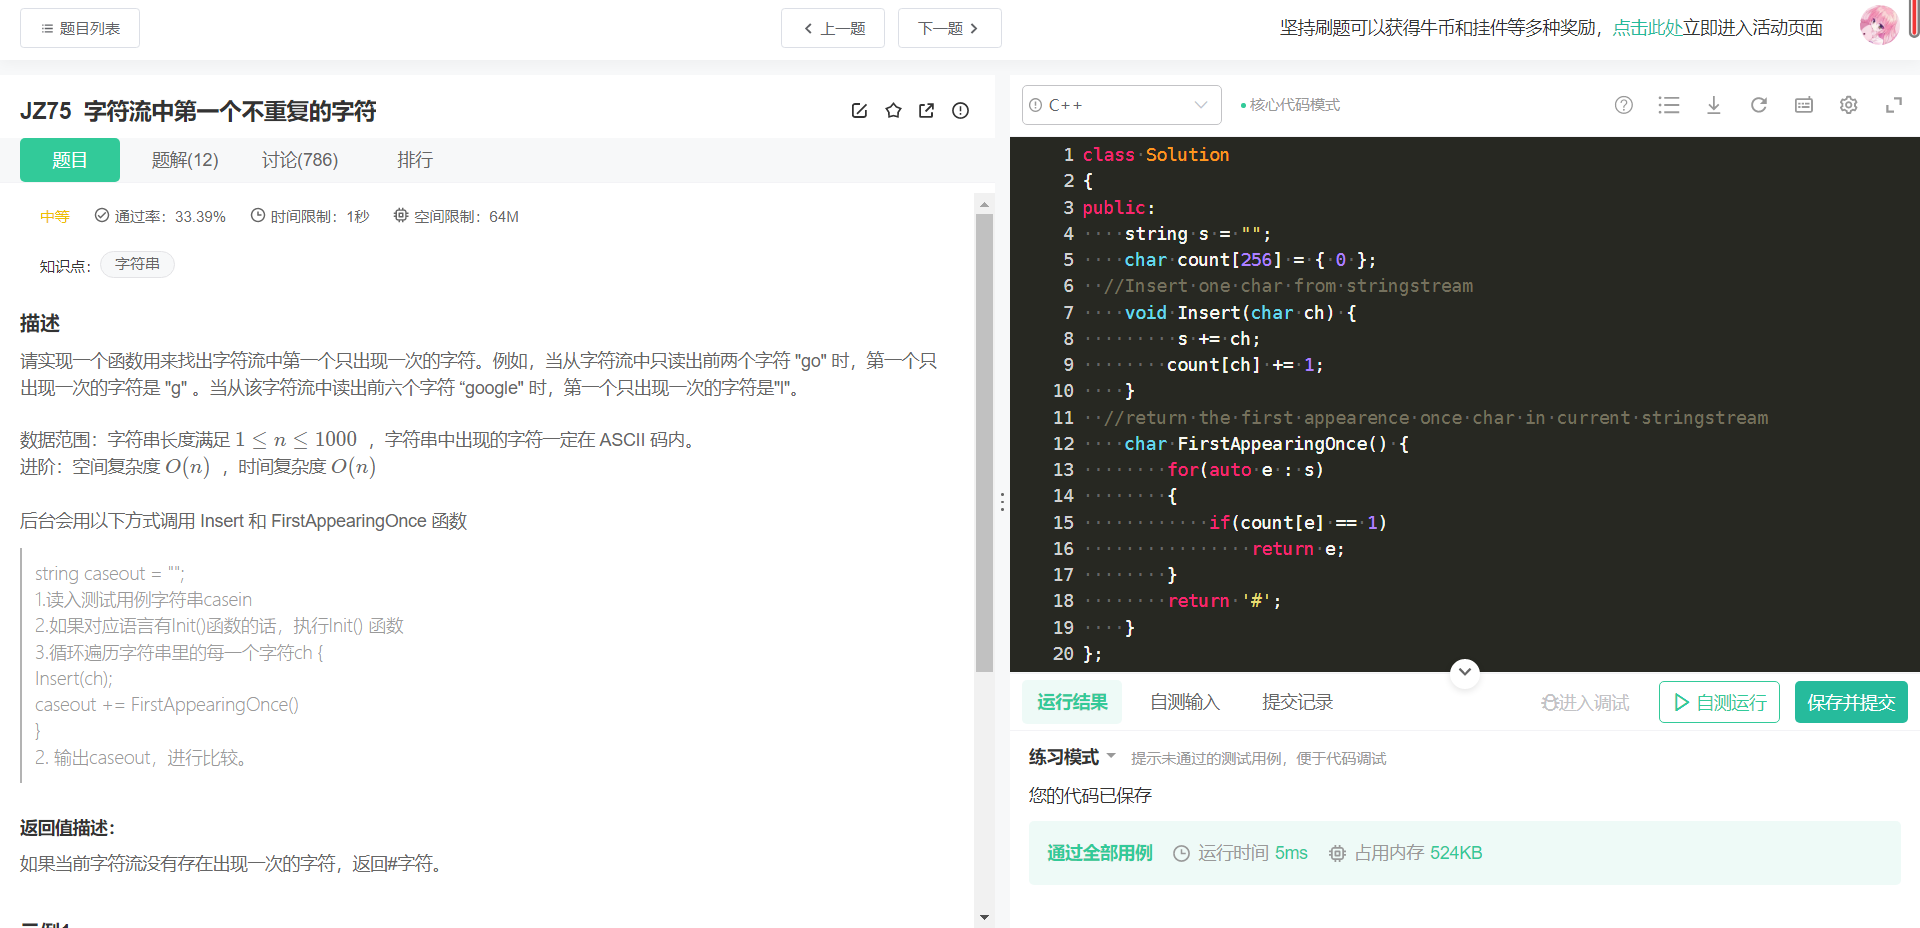 题目列表
上一题
下一题
坚持刷题可以获得牛币和挂件等多种奖励，点击此处立即进入活动页面
JZ75 字符流中第一个不重复的字符
题目 题解(12) 讨论(786) 排行
中等 通过率：33.39% 时间限制：1秒 空间限制：64M
知识点： 字符串
描述
请实现一个函数用来找出字符流中第一个只出现一次的字符。例如，当从字符流中只读出前两个字符 "go" 时，第一个只
出现一次的字符是 "g" 。当从该字符流中读出前六个字符 “google" 时，第一个只出现一次的字符是"l"。
数据范围：字符串长度满足 1 ≤ n ≤ 1000 ，字符串中出现的字符一定在 ASCII 码内。
进阶：空间复杂度 O(n) ，时间复杂度 O(n)
后台会用以下方式调用 Insert 和 FirstAppearingOnce 函数
string caseout = "";
1.读入测试用例字符串casein
2.如果对应语言有Init()函数的话，执行Init() 函数
3.循环遍历字符串里的每一个字符ch {
Insert(ch);
caseout += FirstAppearingOnce()
}
2. 输出caseout，进行比较。
返回值描述：
如果当前字符流没有存在出现一次的字符，返回#字符。
C++ 核心代码模式
1 class Solution
2 {
3 public:
4 ····string·s·=·"";
5 ····char·count[256]·=·{·0·};
6 ··//Insert·one·char·from·stringstream
7 ····void·Insert(char·ch)·{
8 ·········s·+=·ch;
9 ········count[ch]·+=·1;
10 ····}
11 ··//return·the·first·appearence·once·char·in·current·stringstream
12 ····char·FirstAppearingOnce()·{
13 ········for(auto·e·:·s)
14 ········{
15 ············if(count[e]·==·1)
16 ················return·e;
17 ········}
18 ········return·'#';
19 ····}
20 };
运行结果 自测输入 提交记录 进入调试 自测运行 保存并提交
练习模式 提示未通过的测试用例，便于代码调试
您的代码已保存
通过全部用例 运行时间 5ms 占用内存 524KB